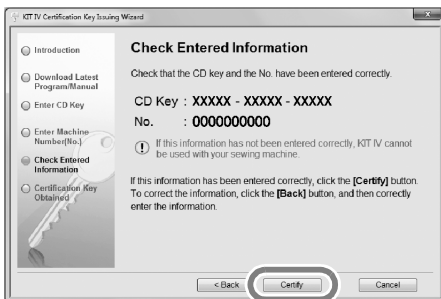 KIT IV Certification Key Issuing Wizard
Introduction
Download Latest
Program/Manual
Enter CD Key
Enter Machine
Number(No.)
Check Entered
Information
Certification Key
Obtained
Check Entered Information
Check that the CD key and the No. have been entered correctly.
CD Key : XXXXX - XXXXX - XXXXX
No. : 0000000000
If this information has not been entered correctly, KIT IV cannot
be used with your sewing machine.
If this information has been entered correctly, click the [Certify] button.
To correct the information, click the [Back] button, and then correctly
enter the information.
< Back
Certify
Cancel